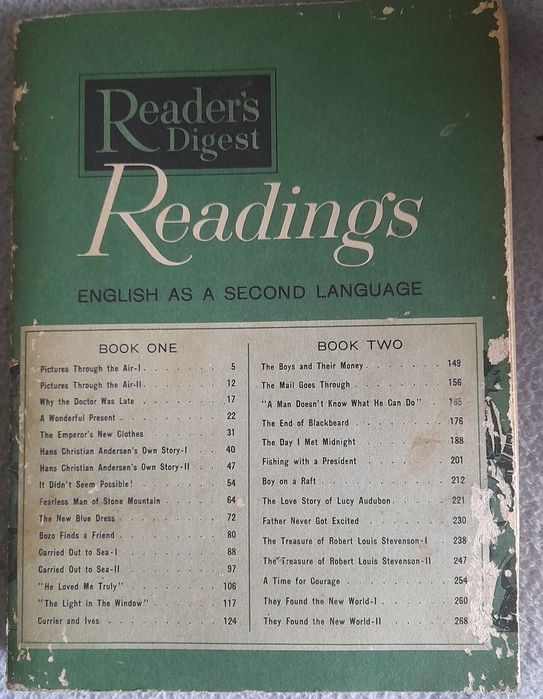 Reader's
Digest
Readings
ENGLISH AS A SECOND LANGUAGE
BOOK ONE
Pictures Through the Air-I . . . . . . . . 5
Pictures Through the Air-II . . . . . . . . 12
Why the Doctor Was Late . . . . . . . . 17
A Wonderful Present . . . . . . . . 22
The Emperor's New Clothes . . . . . . . . 31
Hans Christian Andersen's Own Story-I . . . . 40
Hans Christian Andersen's Own Story-II . . . . 47
It Didn't Seem Possible! . . . . . . . . 54
Fearless Man of Stone Mountain . . . . . . 64
The New Blue Dress . . . . . . . . 72
Bozo Finds a Friend . . . . . . . . 80
Carried Out to Sea-I . . . . . . . . 88
Carried Out to Sea-II . . . . . . . . 97
"He Loved Me Truly" . . . . . . . . 106
"The Light in The Window" . . . . . . . . 117
Currier and Ives . . . . . . . . 124
BOOK TWO
The Boys and Their Money . . . . . . . . 149
The Mail Goes Through . . . . . . . . 156
"A Man Doesn't Know What He Can Do" . . 165
The End of Blackbeard . . . . . . . . 176
The Day I Met Midnight . . . . . . . . 188
Fishing with a President . . . . . . . . 201
Boy on a Raft . . . . . . . . 212
The Love Story of Lucy Audubon . . . . . . 221
Father Never Got Excited . . . . . . . . 230
The Treasure of Robert Louis Stevenson-I . . 238
The Treasure of Robert Louis Stevenson-II . . 247
A Time for Courage . . . . . . . . 254
They Found the New World-I . . . . . . . . 260
They Found the New World-II . . . . . . . . 268